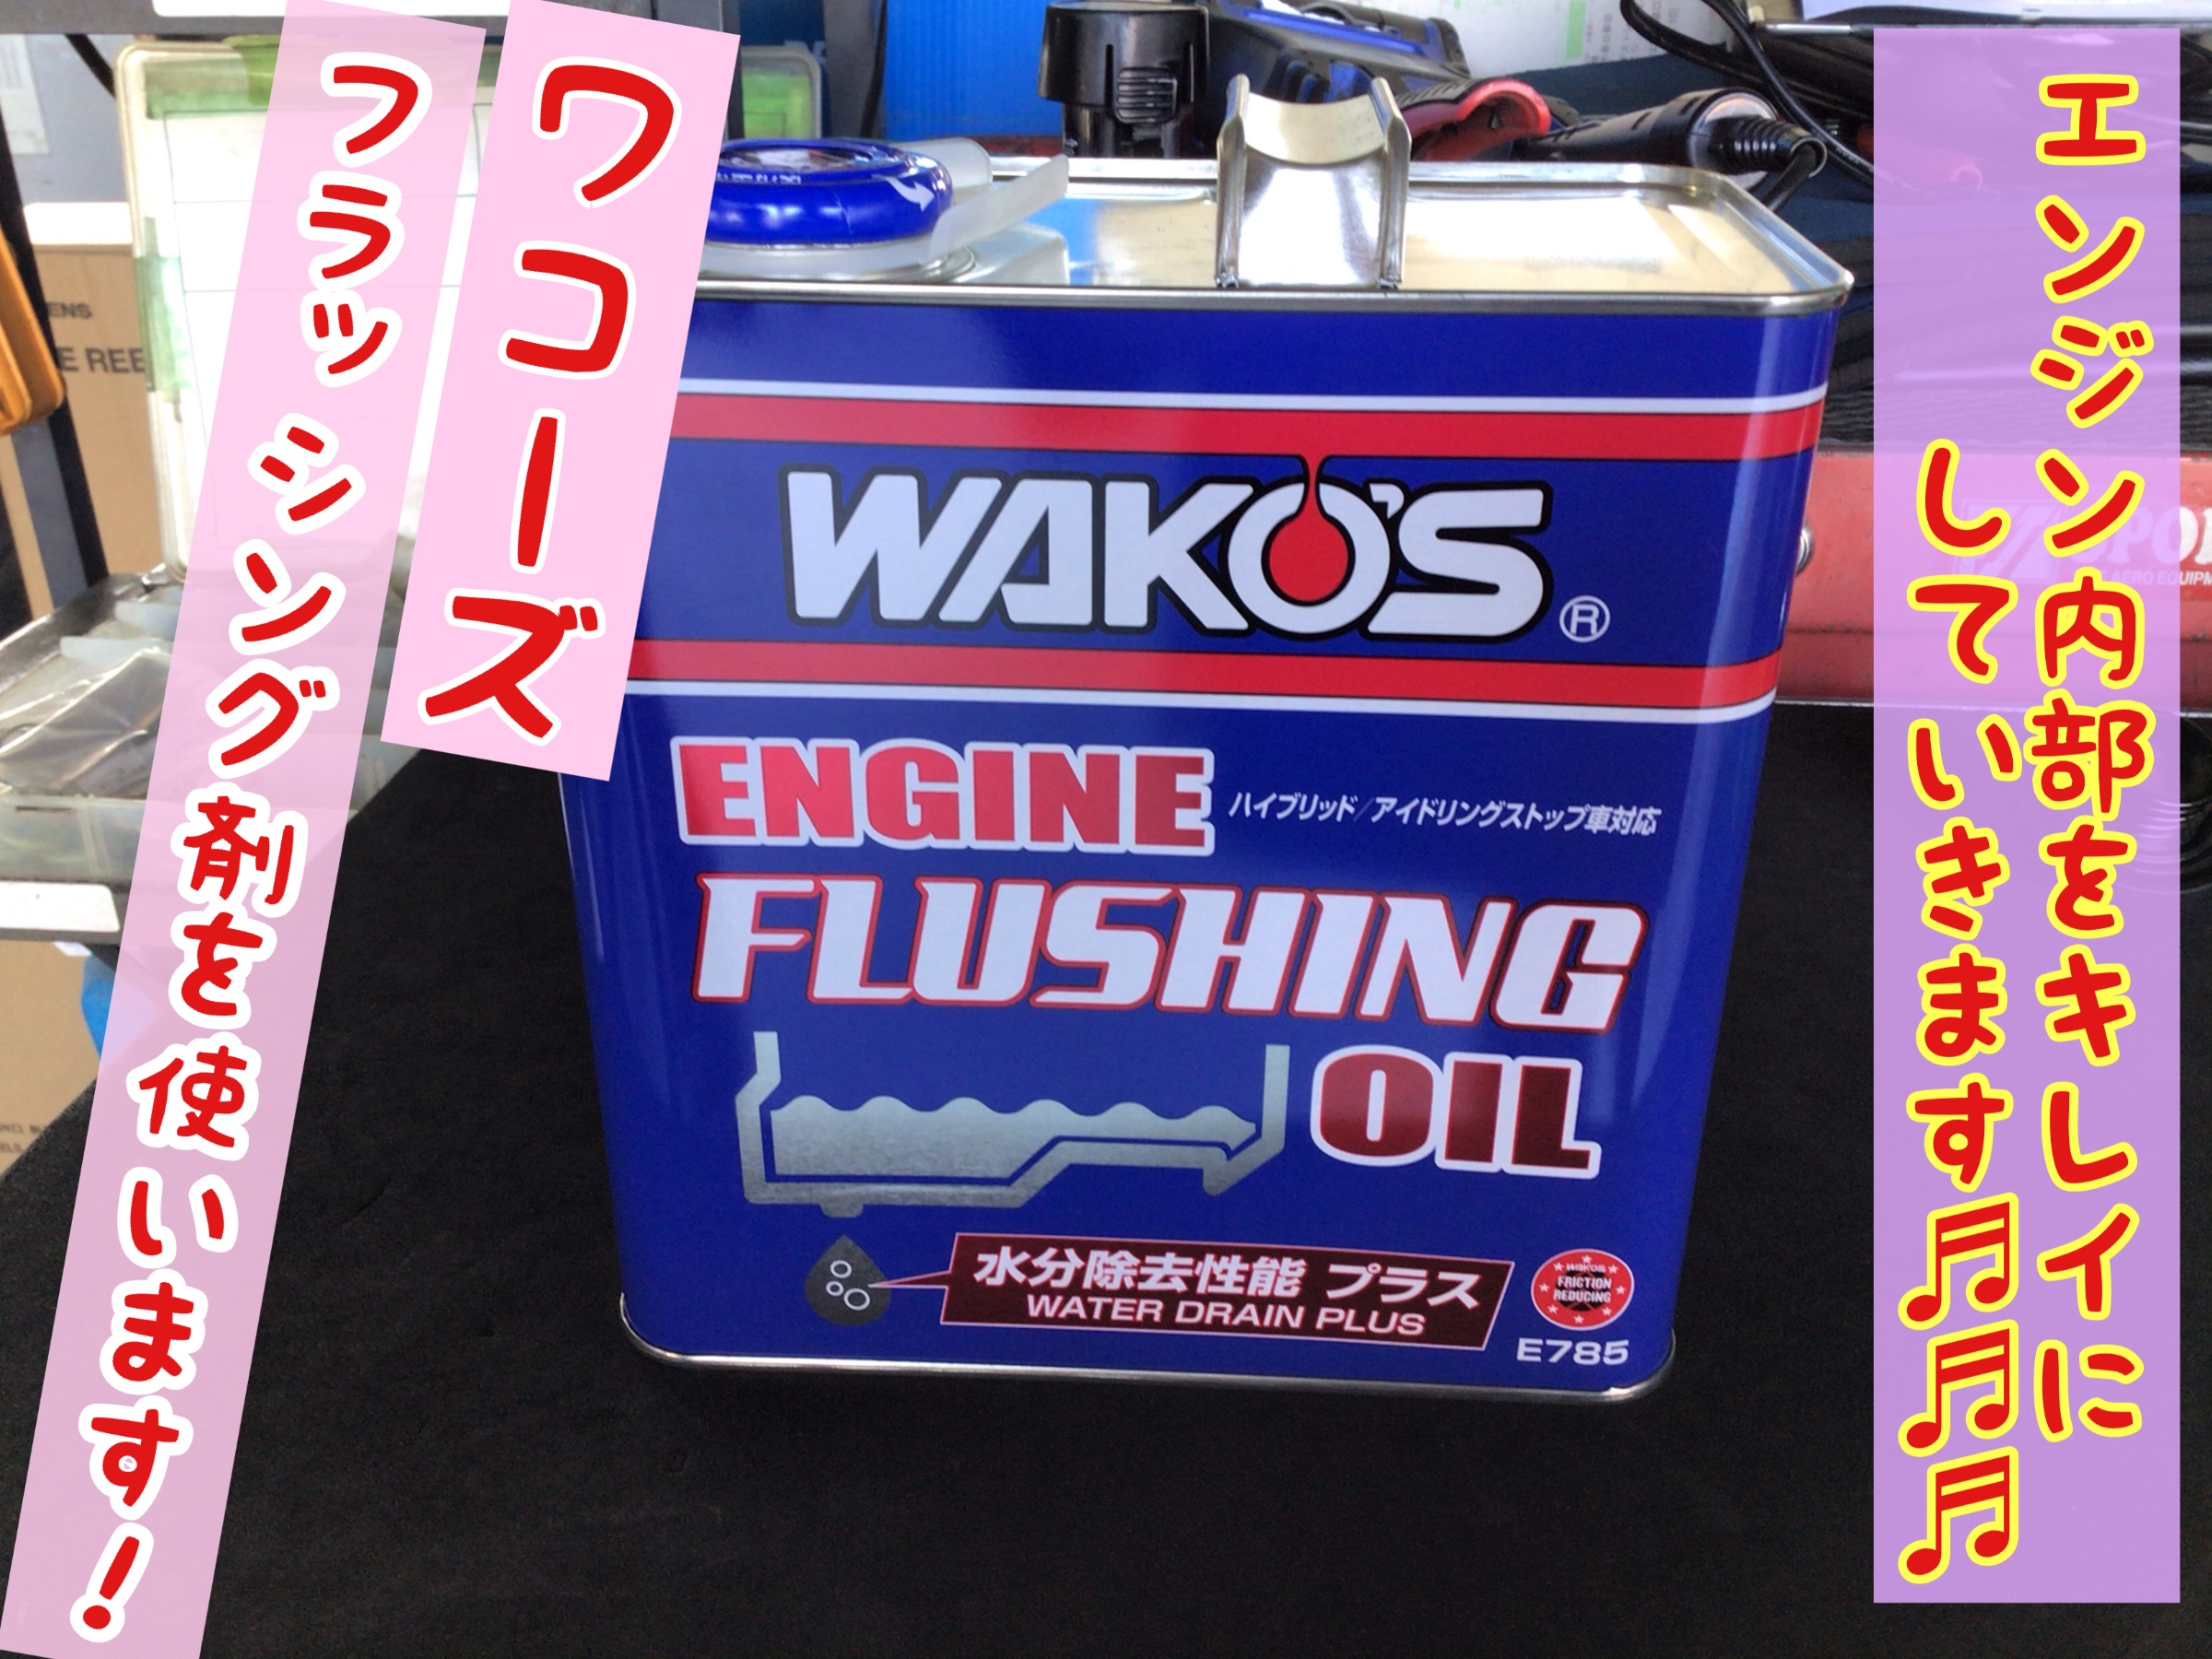 エンジン内部をキレイに
していきます🎵🎵🎵
ワコーズ
フラッシング剤を使います!
WAKO'S®
ENGINE
ハイブリッド/アイドリングストップ車対応
FLUSHING
OIL
水分除去性能 プラス
WATER DRAIN PLUS
WAKO'S
FRICTION
REDUCING
E785
ENS
E REE